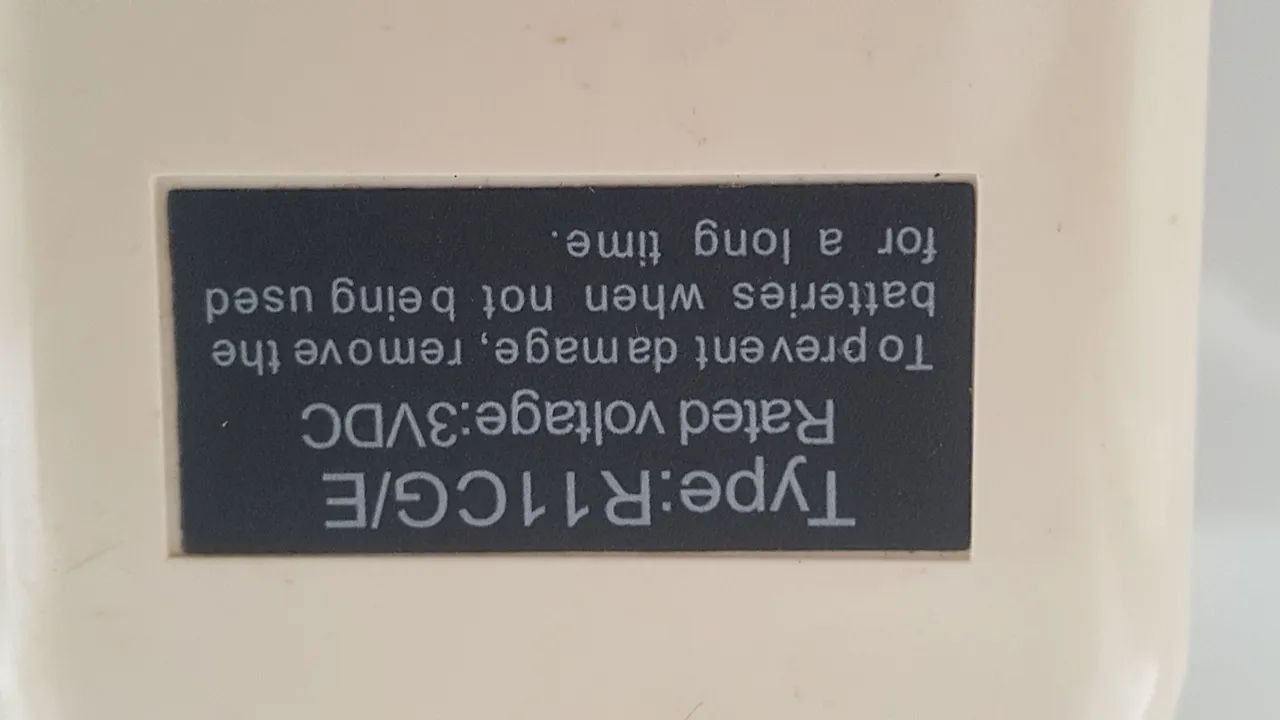 Type:R11CG/E
Rated voltage:3VDC
To prevent damage, remove the
batteries when not being used
for a long time.